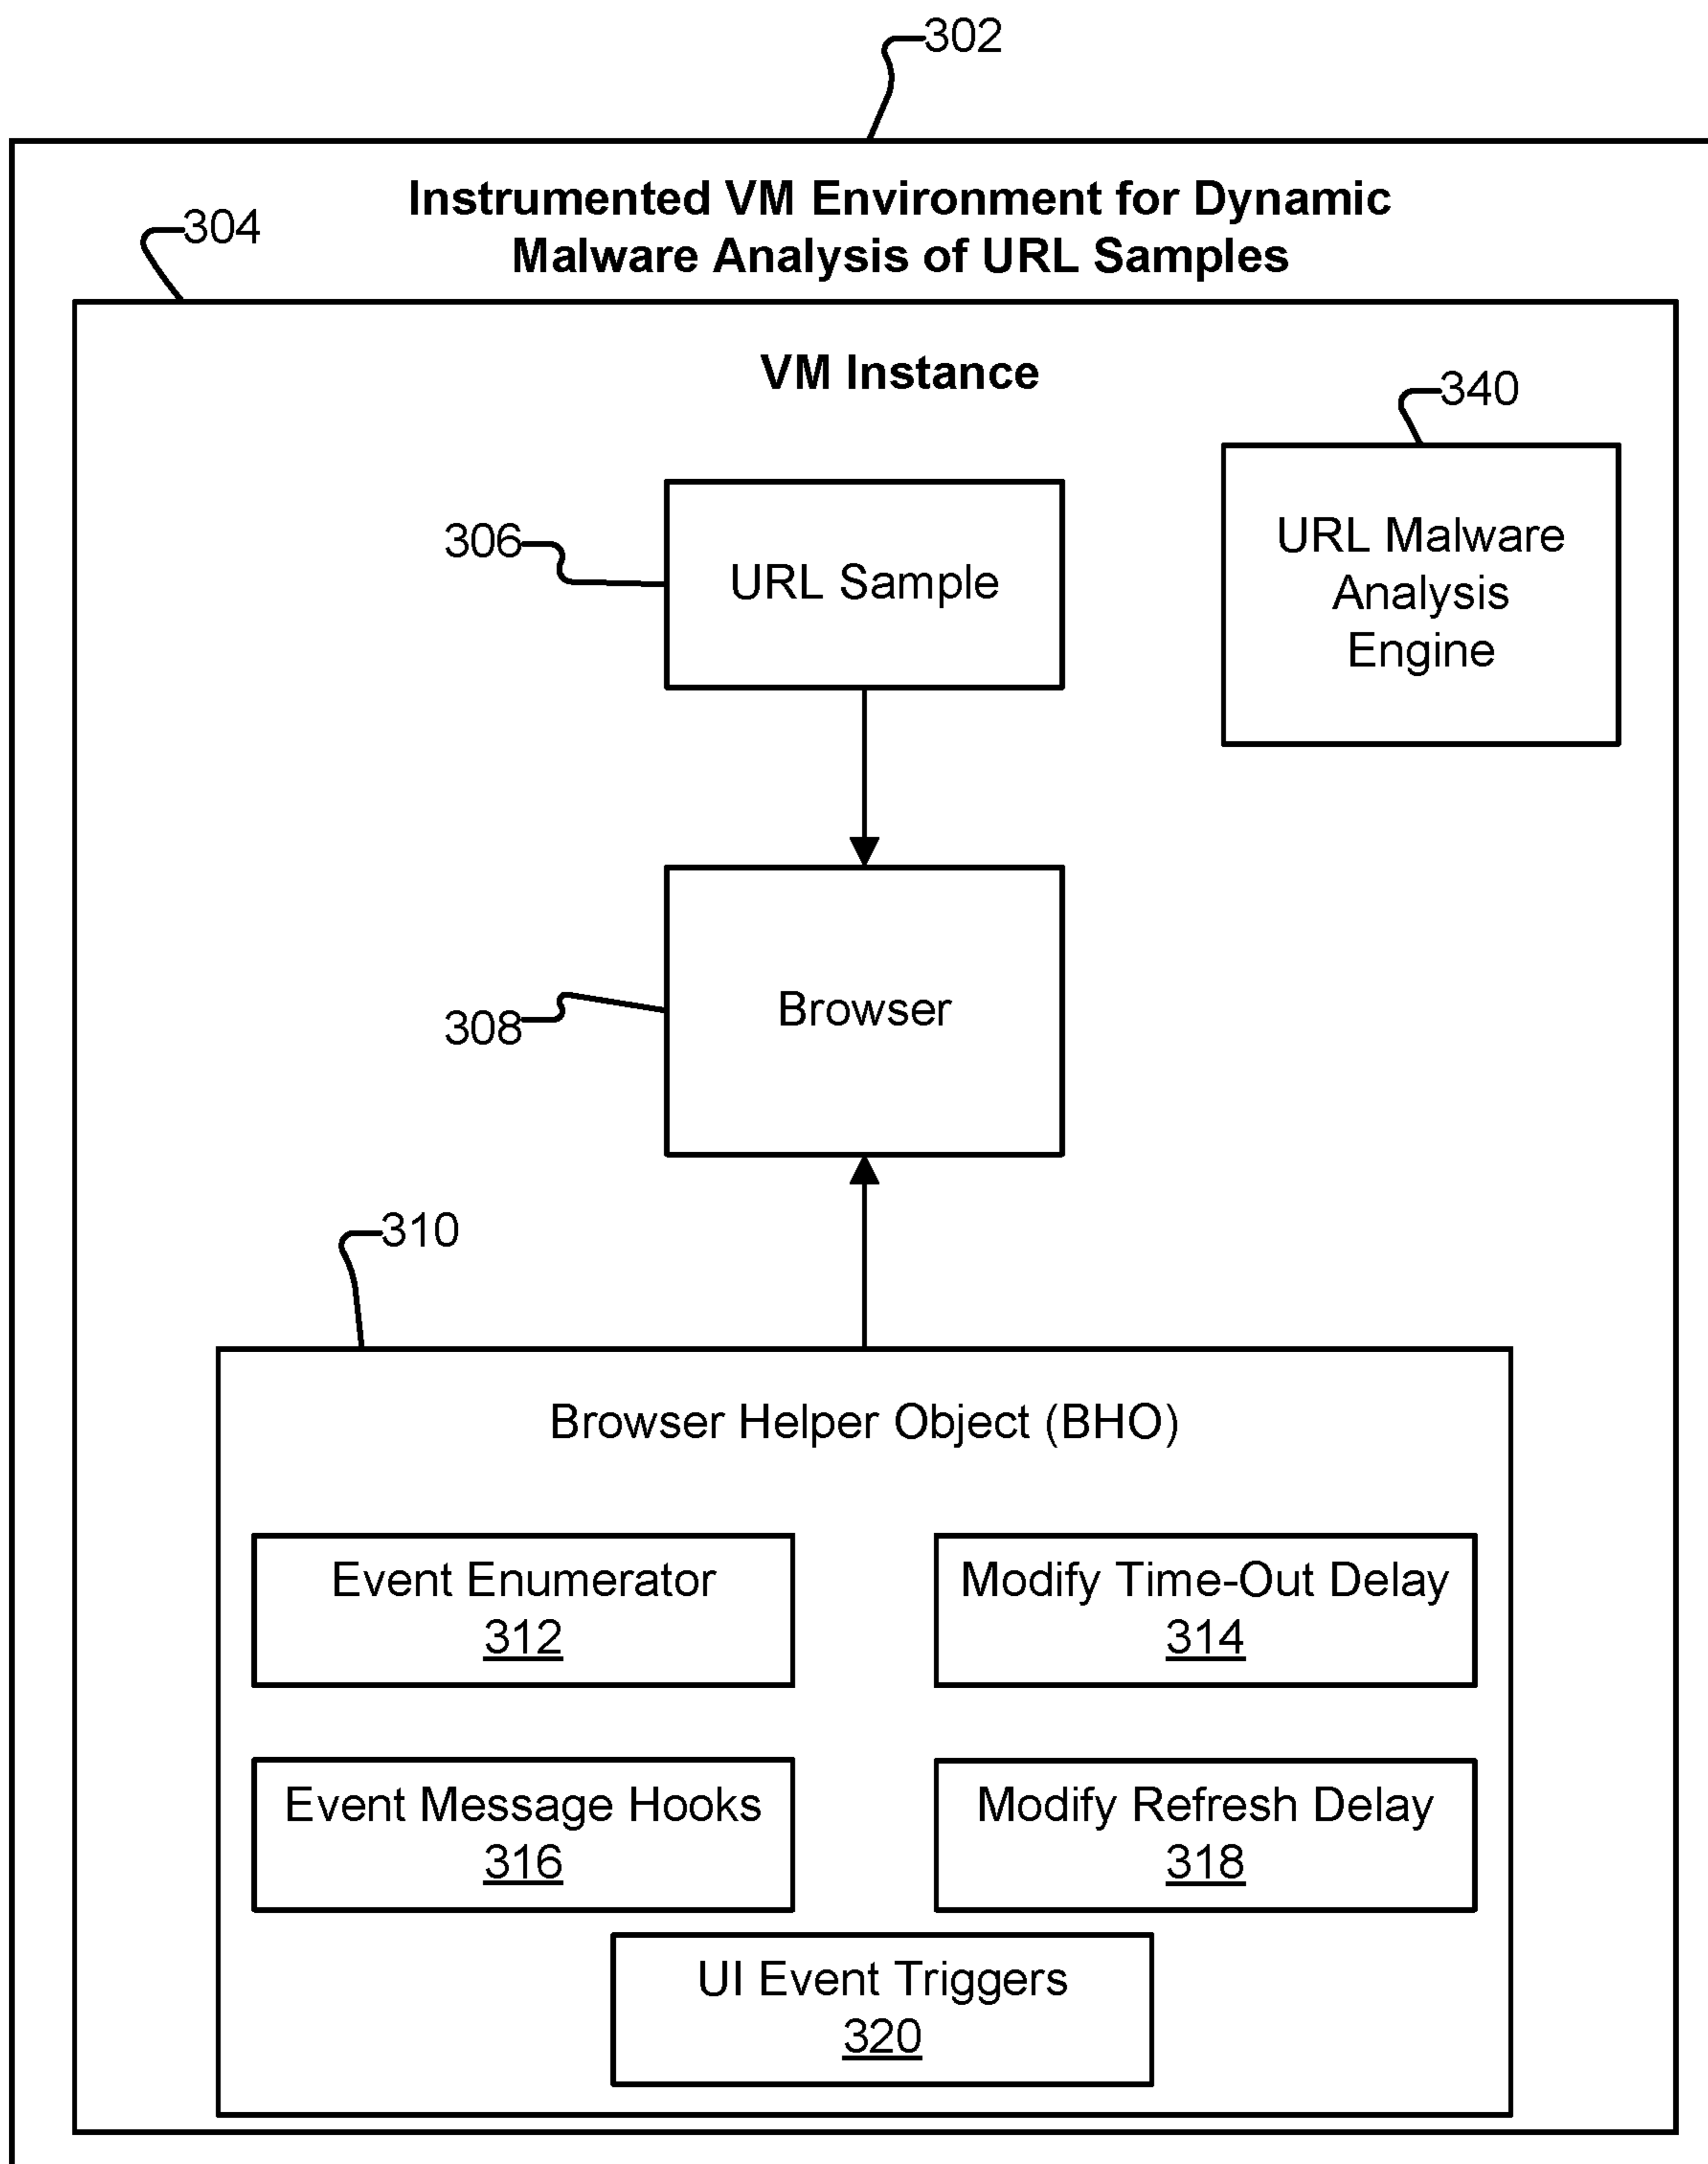 302
Instrumented VM Environment for Dynamic
Malware Analysis of URL Samples
304
VM Instance
340
URL Malware
Analysis
Engine
306
URL Sample
308
Browser
310
Browser Helper Object (BHO)
Event Enumerator
312
Modify Time-Out Delay
314
Event Message Hooks
316
Modify Refresh Delay
318
UI Event Triggers
320